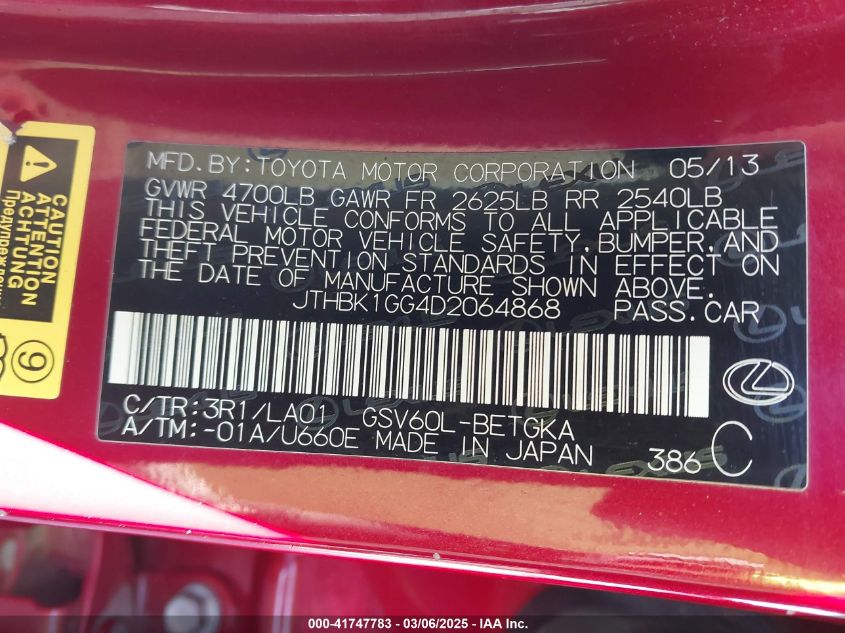 MFD.BY:TOYOTA MOTOR CORPORATION 05/13
GVWR 4700LB GAWR FR 2625LB RR 2540LB
THIS VEHICLE CONFORMS TO ALL APPLICABLE
FEDERAL MOTOR VEHICLE SAFETY,BUMPER,AND
THEFT PREVENTION STANDARDS IN EFFECT ON
THE DATE OF MANUFACTURE SHOWN ABOVE.
JTHBK1GG4D2064868 PASS.CAR
C/TR:3R1/LA01 GSV60L-BETGKA
A/TM:-01A/U660E MADE IN JAPAN 386 C
CAUTION
ATTENTION
ACHTUNG
9
000-41747783 - 03/06/2025 - IAA Inc.